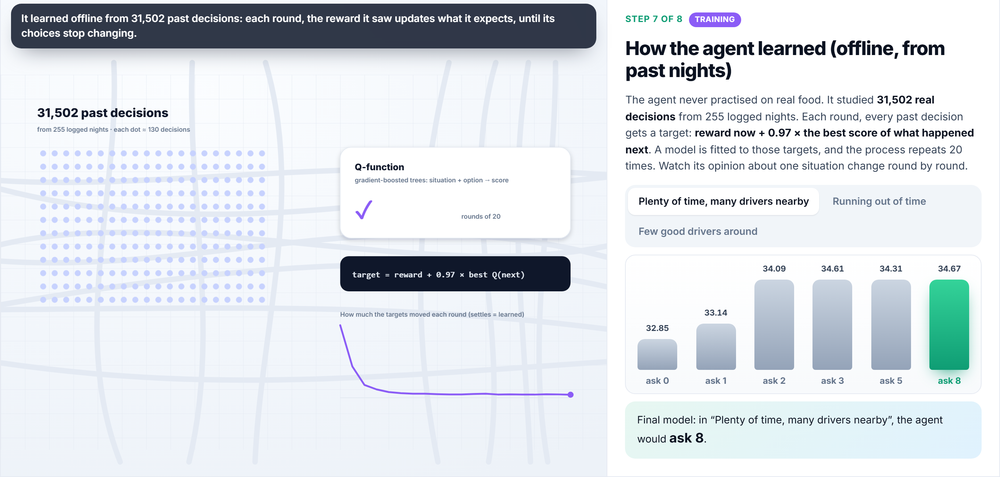 It learned offline from 31,502 past decisions: each round, the reward it saw updates what it expects, until its
choices stop changing.
31,502 past decisions
from 255 logged nights · each dot ≈ 130 decisions
Q-function
gradient-boosted trees: situation + option → score
✓
rounds of 20
target = reward + 0.97 × best Q(next)
How much the targets moved each round (settles = learned)
STEP 7 OF 8 TRAINING
How the agent learned (offline, from
past nights)
The agent never practised on real food. It studied 31,502 real
decisions from 255 logged nights. Each round, every past decision
gets a target: reward now + 0.97 × the best score of what happened
next. A model is fitted to those targets, and the process repeats 20
times. Watch its opinion about one situation change round by round.
Plenty of time, many drivers nearby Running out of time
Few good drivers around
32.85 33.14 34.09 34.61 34.31 34.67
ask 0 ask 1 ask 2 ask 3 ask 5 ask 8
Final model: in “Plenty of time, many drivers nearby”, the agent
would ask 8.